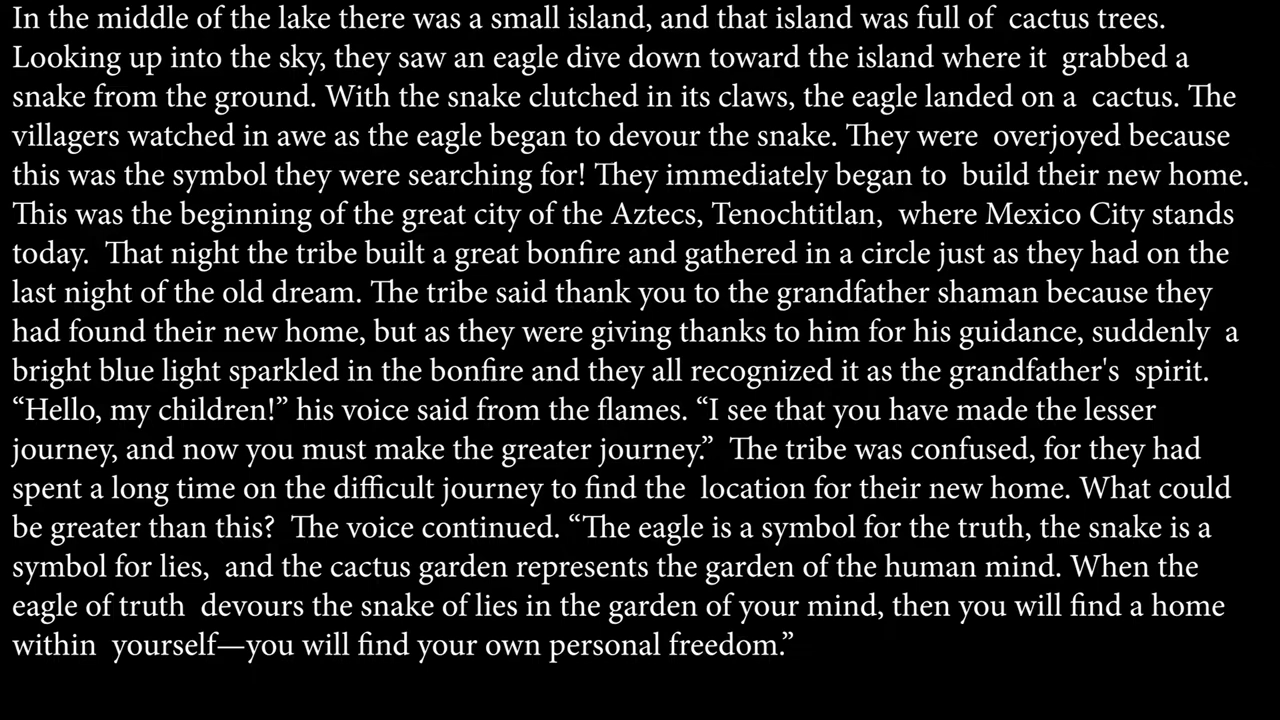 In the middle of the lake there was a small island, and that island was full of  cactus trees.
Looking up into the sky, they saw an eagle dive down toward the island where it  grabbed a
snake from the ground. With the snake clutched in its claws, the eagle landed on a  cactus. The
villagers watched in awe as the eagle began to devour the snake. They were  overjoyed because
this was the symbol they were searching for! They immediately began to  build their new home.
This was the beginning of the great city of the Aztecs, Tenochtitlan,  where Mexico City stands
today.  That night the tribe built a great bonfire and gathered in a circle just as they had on the
last night of the old dream. The tribe said thank you to the grandfather shaman because they
had found their new home, but as they were giving thanks to him for his guidance, suddenly  a
bright blue light sparkled in the bonfire and they all recognized it as the grandfather's  spirit.
“Hello, my children!” his voice said from the flames. “I see that you have made the lesser
journey, and now you must make the greater journey.”  The tribe was confused, for they had
spent a long time on the difficult journey to find the  location for their new home. What could
be greater than this?  The voice continued. “The eagle is a symbol for the truth, the snake is a
symbol for lies,  and the cactus garden represents the garden of the human mind. When the
eagle of truth  devours the snake of lies in the garden of your mind, then you will find a home
within  yourself—you will find your own personal freedom.”